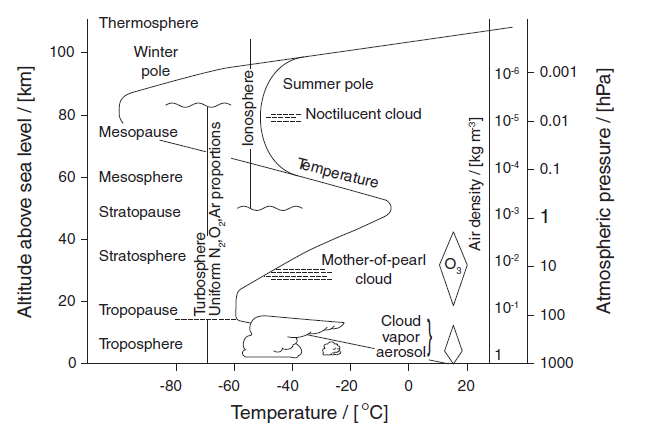 Thermosphere
Winter
pole
Summer pole
Noctilucent cloud
Mesopause
Mesosphere
Temperature
Stratopause
Stratosphere
Mother-of-pearl
cloud
O₃
Tropopause
Troposphere
Cloud
vapor
aerosol
Ionosphere
Turbosphere
Uniform N₂, O₂, Ar proportions
Altitude above sea level / [km]
100
80
60
40
20
0
Air density / [kg m⁻³]
10⁻⁶
10⁻⁵
10⁻⁴
10⁻³
10⁻²
10⁻¹
1
Atmospheric pressure / [hPa]
0.001
0.01
0.1
1
10
100
1000
-80 -60 -40 -20 0 20
Temperature / [°C]